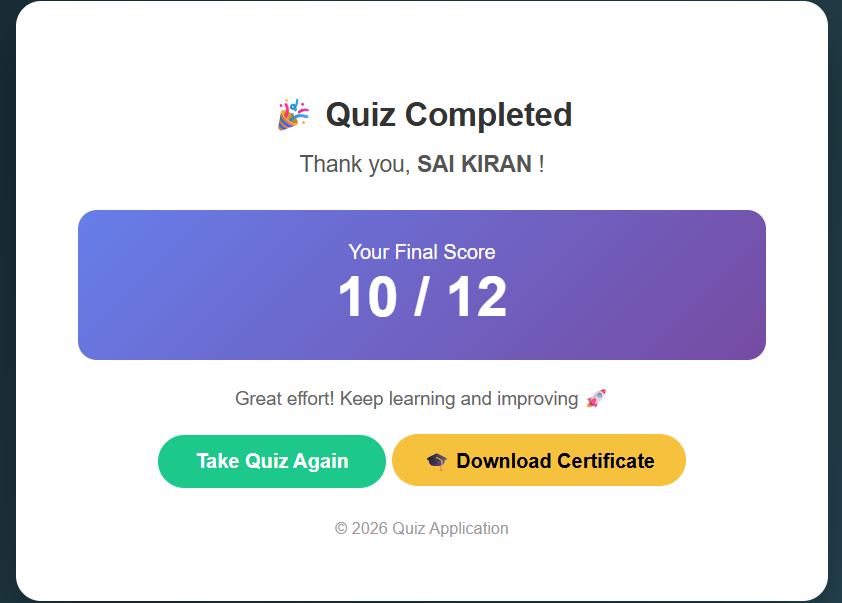 🎉 Quiz Completed
Thank you, SAI KIRAN !
Your Final Score
10 / 12
Great effort! Keep learning and improving 🚀
Take Quiz Again
🎓 Download Certificate
© 2026 Quiz Application